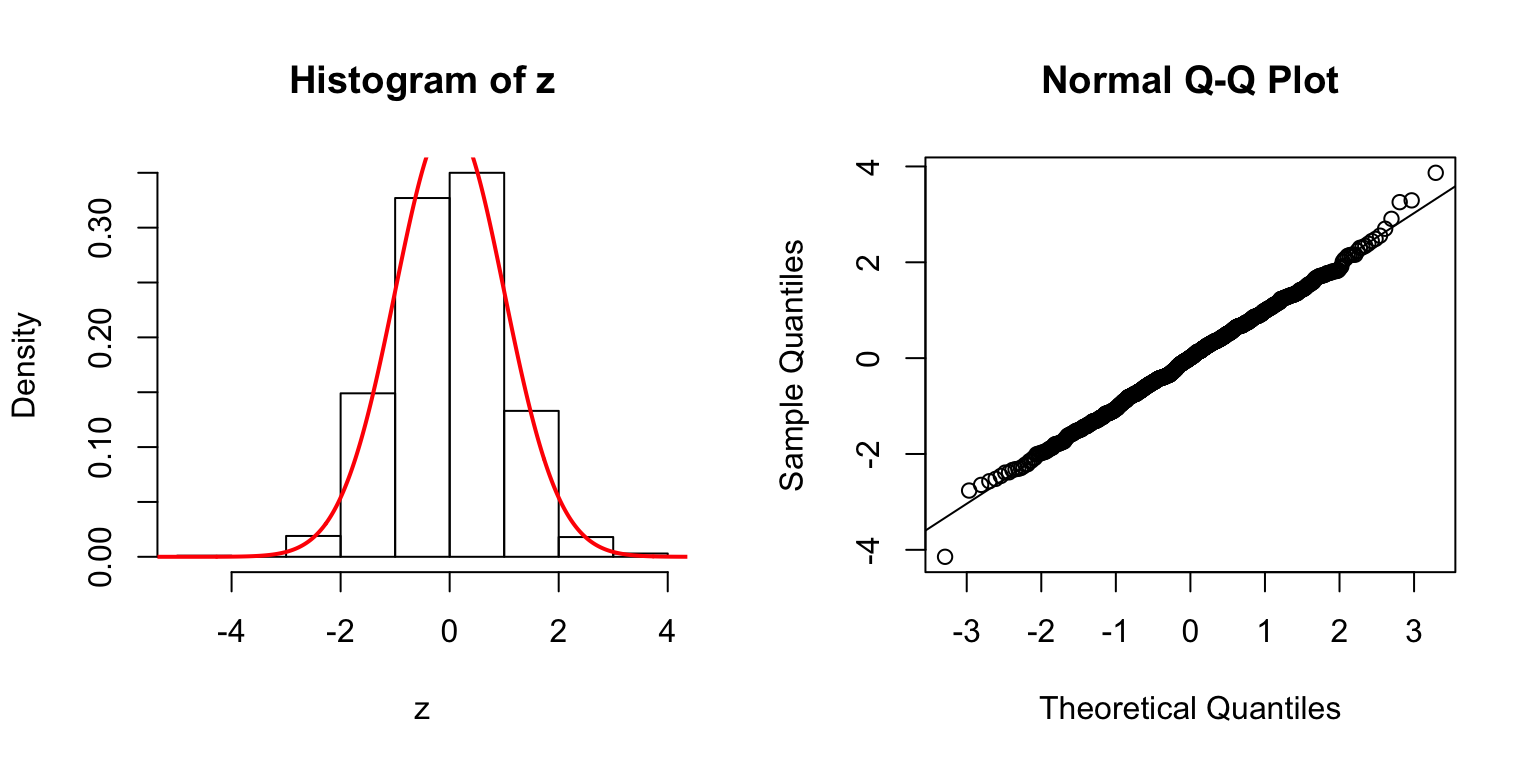 Histogram of z
Density
0.00 0.10 0.20 0.30
-4 -2 0 2 4
z
Normal Q-Q Plot
Sample Quantiles
-4 -2 0 2 4
-3 -2 -1 0 1 2 3
Theoretical Quantiles